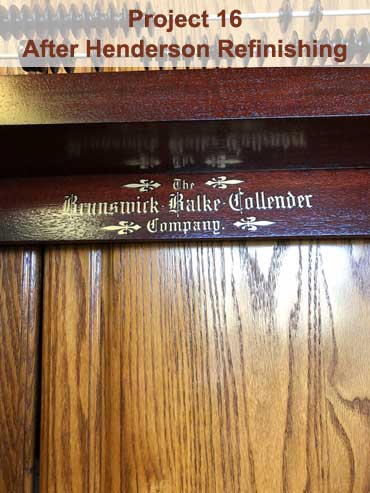 Project 16
After Henderson Refinishing
The
Brunswick-Balke-Collender
Company.